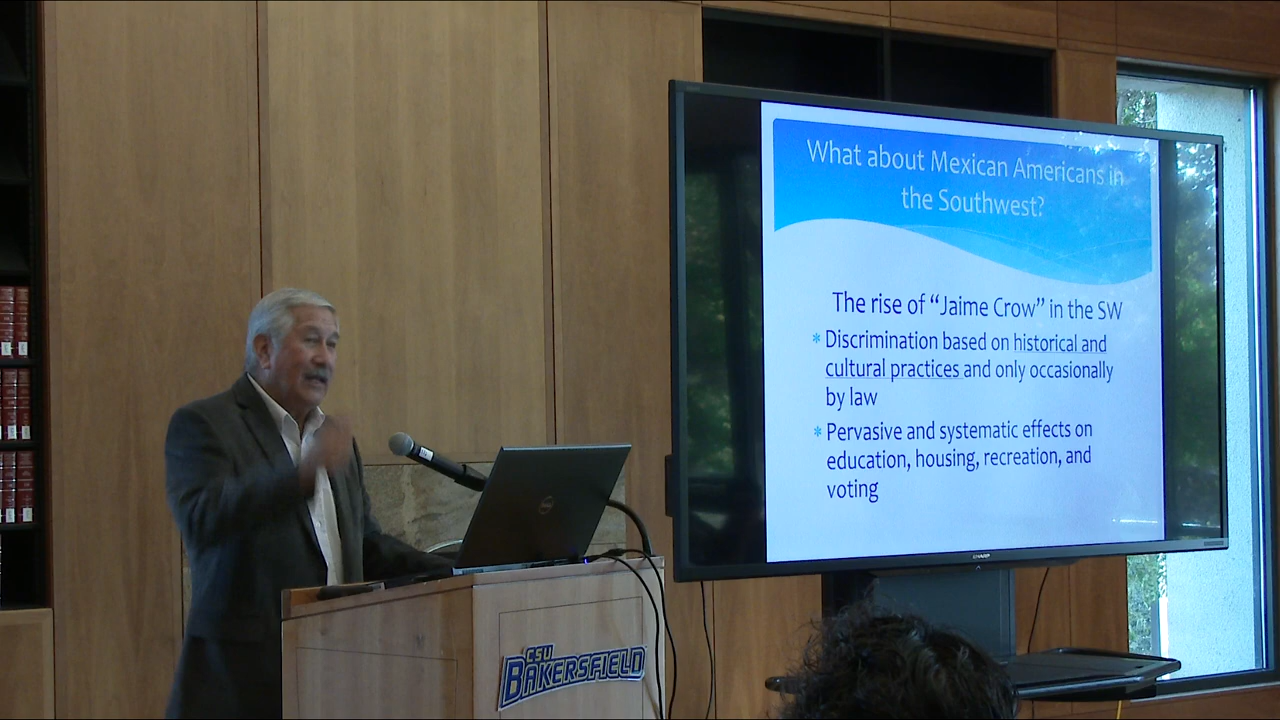 What about Mexican Americans in
the Southwest?
The rise of “Jaime Crow” in the SW
* Discrimination based on historical and
cultural practices and only occasionally
by law
* Pervasive and systematic effects on
education, housing, recreation, and
voting
SHARP
DELL
CSU
BAKERSFIELD